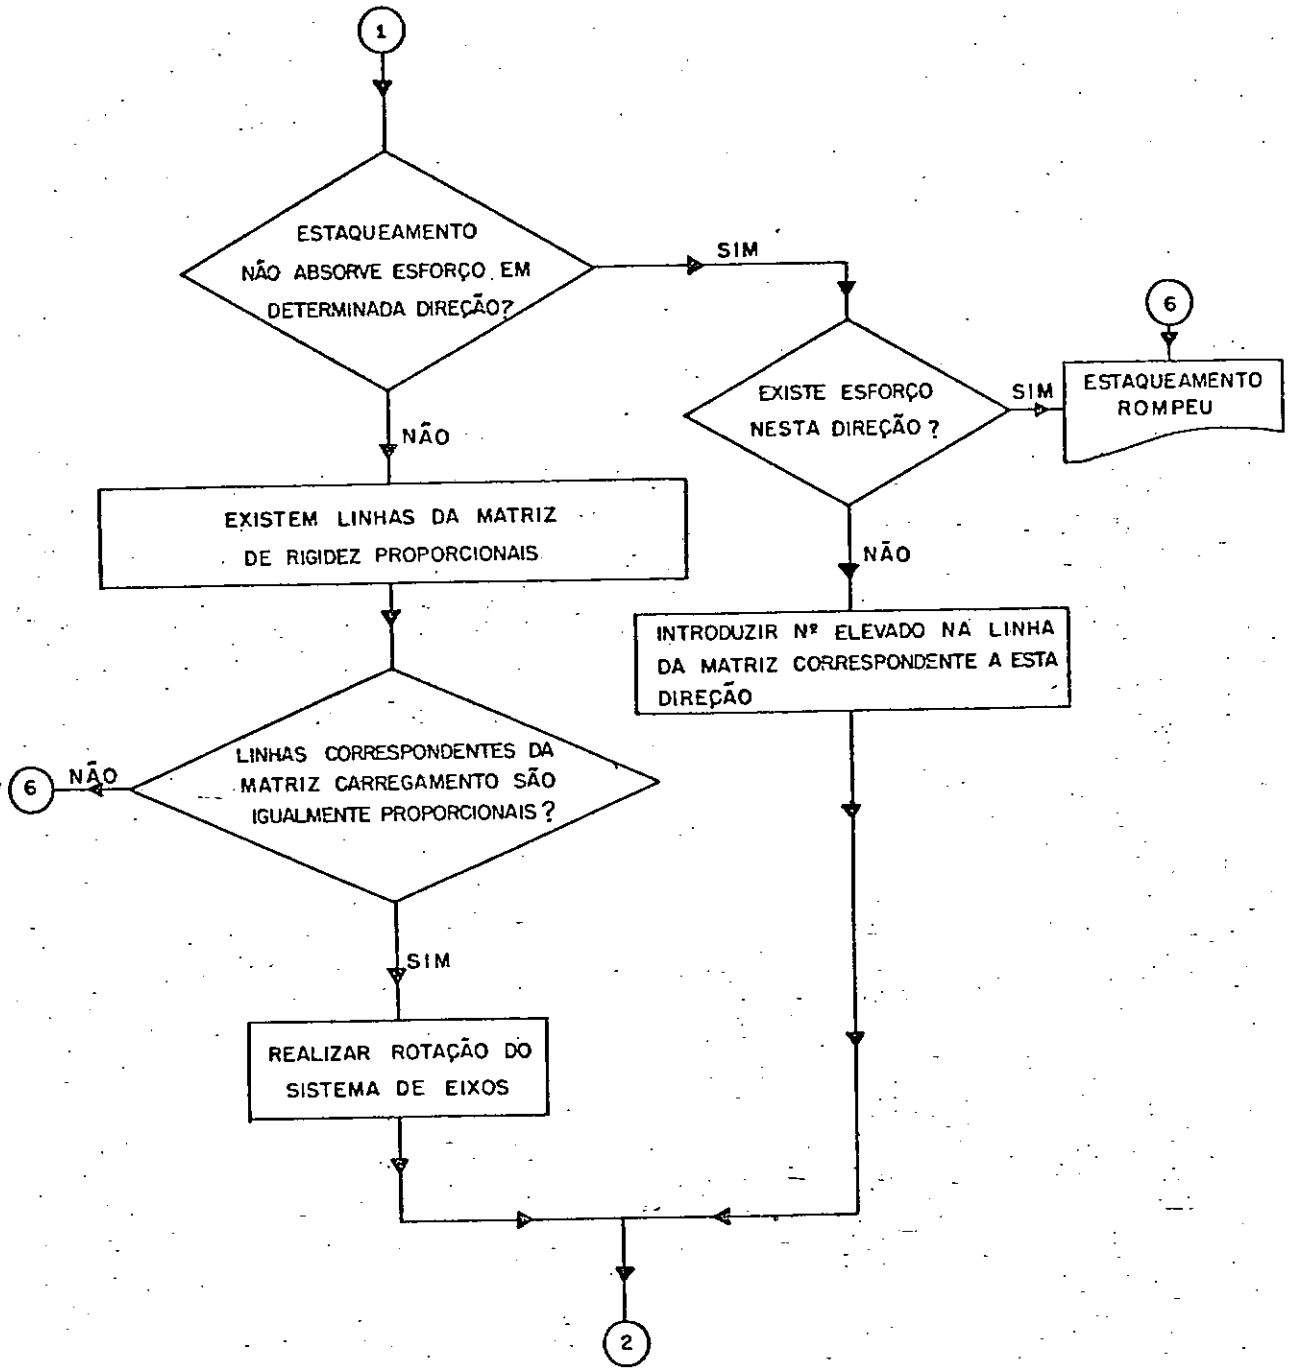 1
ESTAQUEAMENTO
NÃO ABSORVE ESFORÇO EM
DETERMINADA DIREÇÃO?
SIM
6
EXISTE ESFORÇO
NESTA DIREÇÃO?
SIM
ESTAQUEAMENTO
ROMPEU
NÃO
EXISTEM LINHAS DA MATRIZ
DE RIGIDEZ PROPORCIONAIS
NÃO
INTRODUZIR Nº ELEVADO NA LINHA
DA MATRIZ CORRESPONDENTE A ESTA
DIREÇÃO
LINHAS CORRESPONDENTES DA
MATRIZ CARREGAMENTO SÃO
IGUALMENTE PROPORCIONAIS?
NÃO
6
SIM
REALIZAR ROTAÇÃO DO
SISTEMA DE EIXOS
2